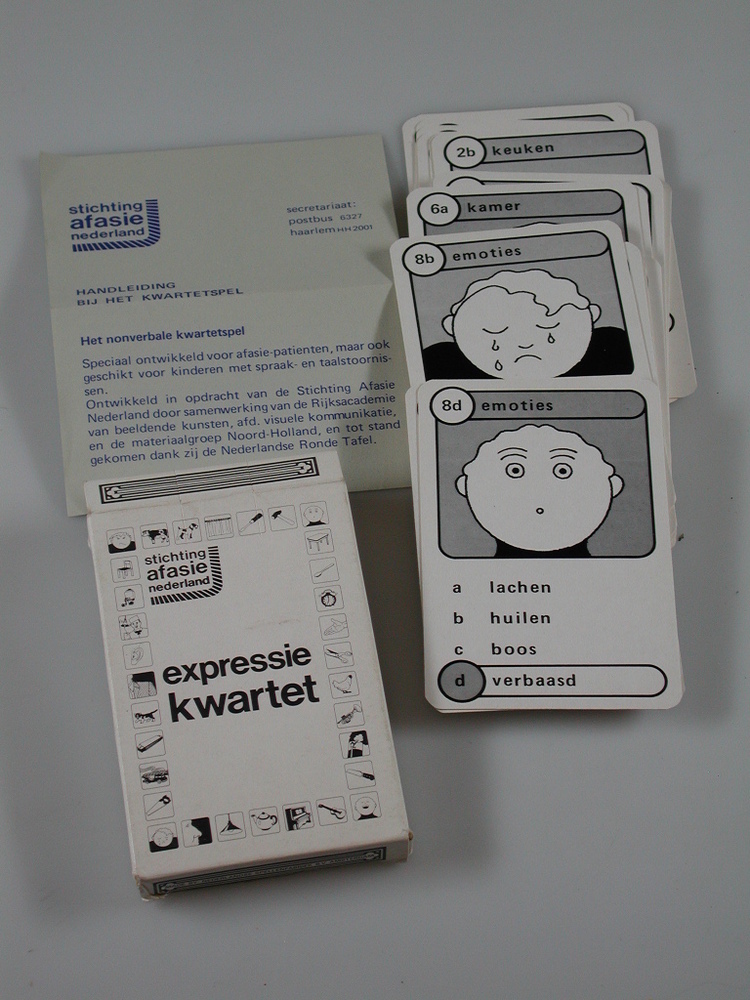 stichting
afasie
nederland
secretariaat:
postbus 6327
haarlem HH 2001
HANDLEIDING
BIJ HET KWARTETSPEL
Het nonverbale kwartetspel
Speciaal ontwikkeld voor afasie-patienten, maar ook
geschikt voor kinderen met spraak- en taalstoornis-
sen.
Ontwikkeld in opdracht van de Stichting Afasie
Nederland door samenwerking van de Rijksacademie
van beeldende kunsten, afd. visuele kommunikatie,
en de materiaalgroep Noord-Holland, en tot stand
gekomen dank zij de Nederlandse Ronde Tafel.
2b keuken
6a kamer
8b emoties
8d emoties
a lachen
b huilen
c boos
d verbaasd
stichting
afasie
nederland
expressie
kwartet